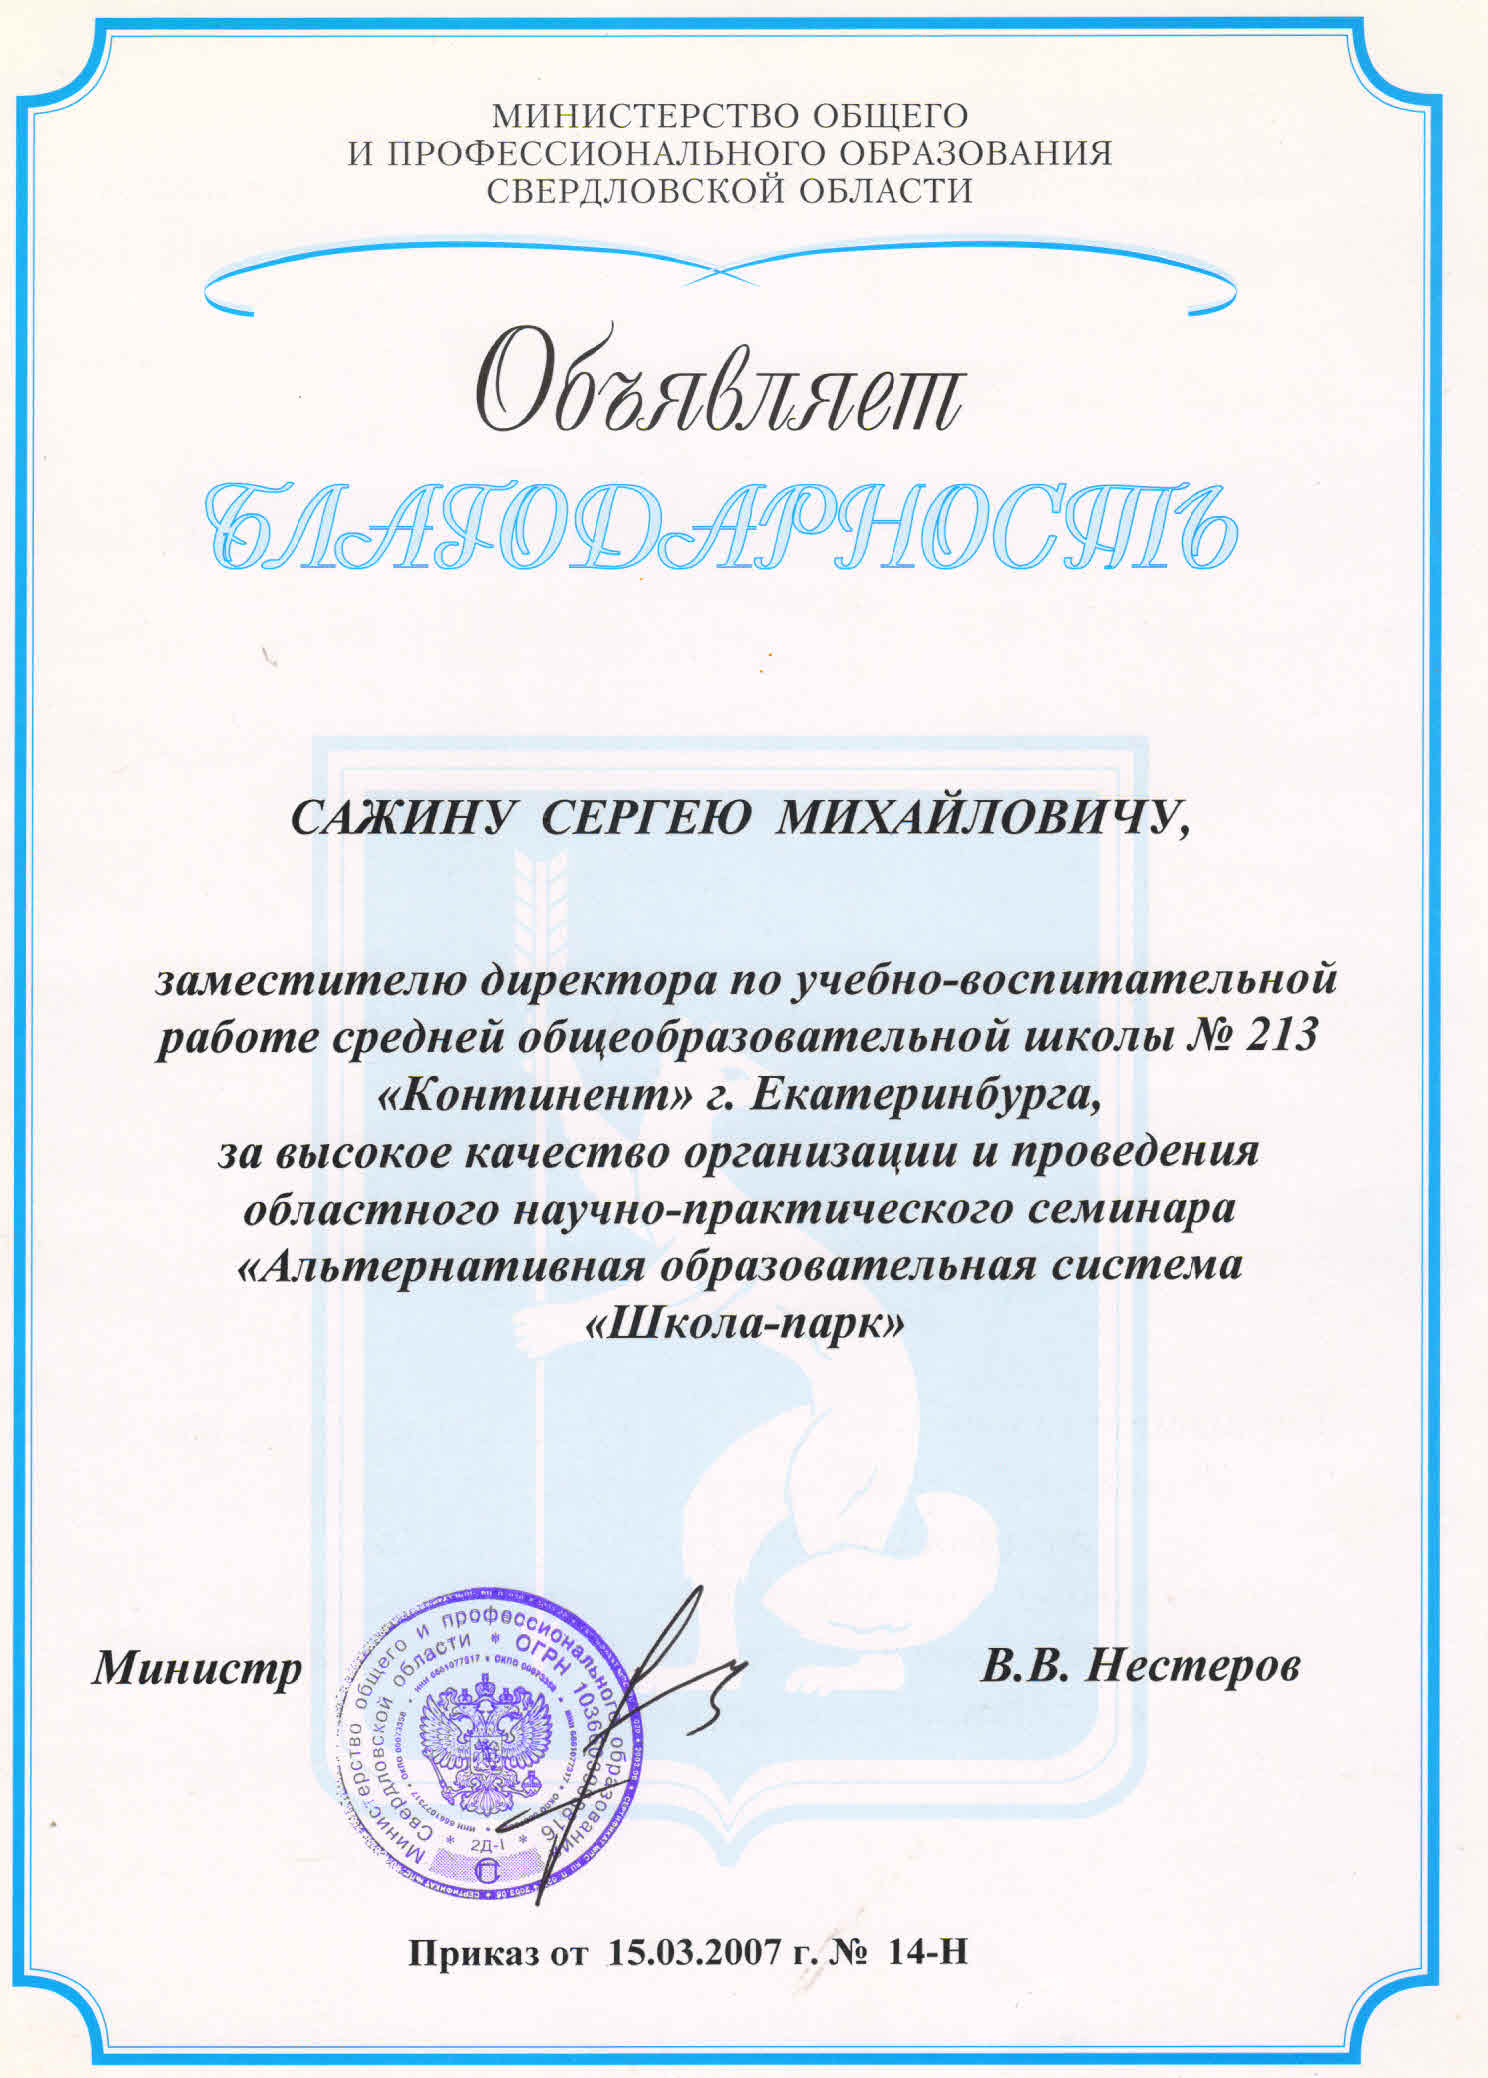 МИНИСТЕРСТВО ОБЩЕГО
И ПРОФЕССИОНАЛЬНОГО ОБРАЗОВАНИЯ
СВЕРДЛОВСКОЙ ОБЛАСТИ
Объявляет
БЛАГОДАРНОСТЬ
САЖИНУ СЕРГЕЮ МИХАЙЛОВИЧУ,
заместителю директора по учебно-воспитательной
работе средней общеобразовательной школы № 213
«Континент» г. Екатеринбурга,
за высокое качество организации и проведения
областного научно-практического семинара
«Альтернативная образовательная система
«Школа-парк»
Министр
В.В. Нестеров
Министерство общего и профессионального образования
Свердловской области * ОГРН
* 2Д-I *
Приказ от 15.03.2007 г. № 14-Н